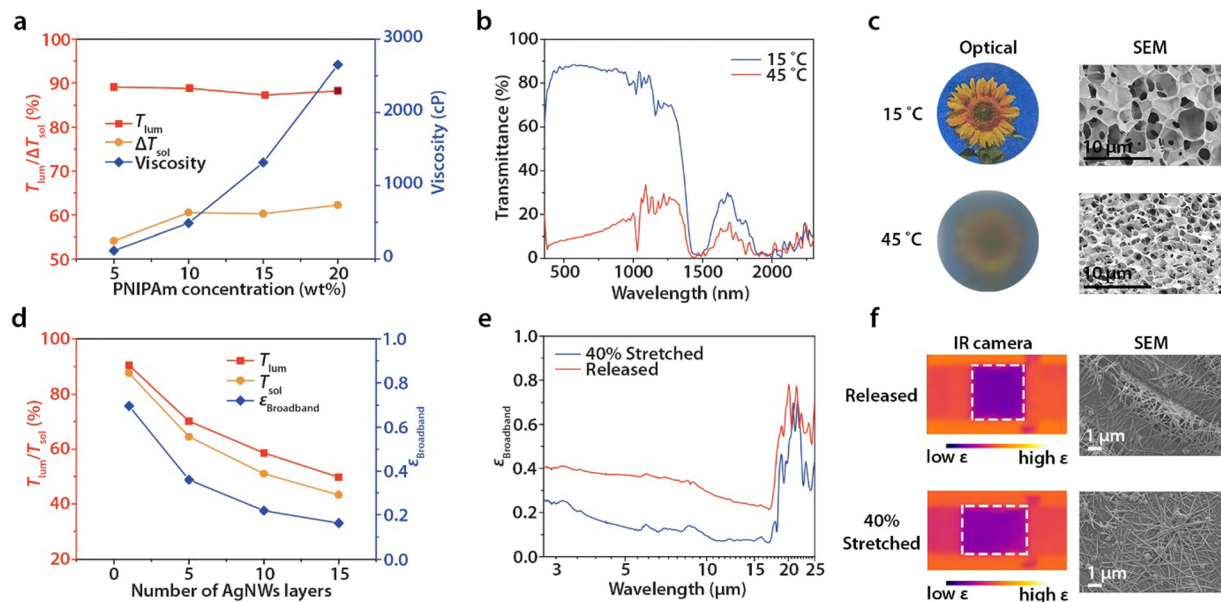 a
100
90
80
70
60
50
T_lum/ΔT_sol (%)
T_lum
ΔT_sol
Viscosity
3000
2000
1000
0
Viscosity (cP)
5 10 15 20
PNIPAm concentration (wt%)
b
100
80
60
40
20
0
Transmittance (%)
15 ˚C
45 ˚C
500 1000 1500 2000
Wavelength (nm)
c
Optical SEM
15 ˚C
10 µm
45 ˚C
10 µm
d
100
80
60
40
20
T_lum/T_sol (%)
T_lum
T_sol
ε_Broadband
1.0
0.8
0.6
0.4
0.2
0.0
ε_Broadband
0 5 10 15
Number of AgNWs layers
e
1.0
0.8
0.6
0.4
0.2
0.0
ε_Broadband
40% Stretched
Released
3 5 10 15 20 25
Wavelength (µm)
f
IR camera SEM
Released
1 µm
low ε high ε
40%
Stretched
1 µm
low ε high ε